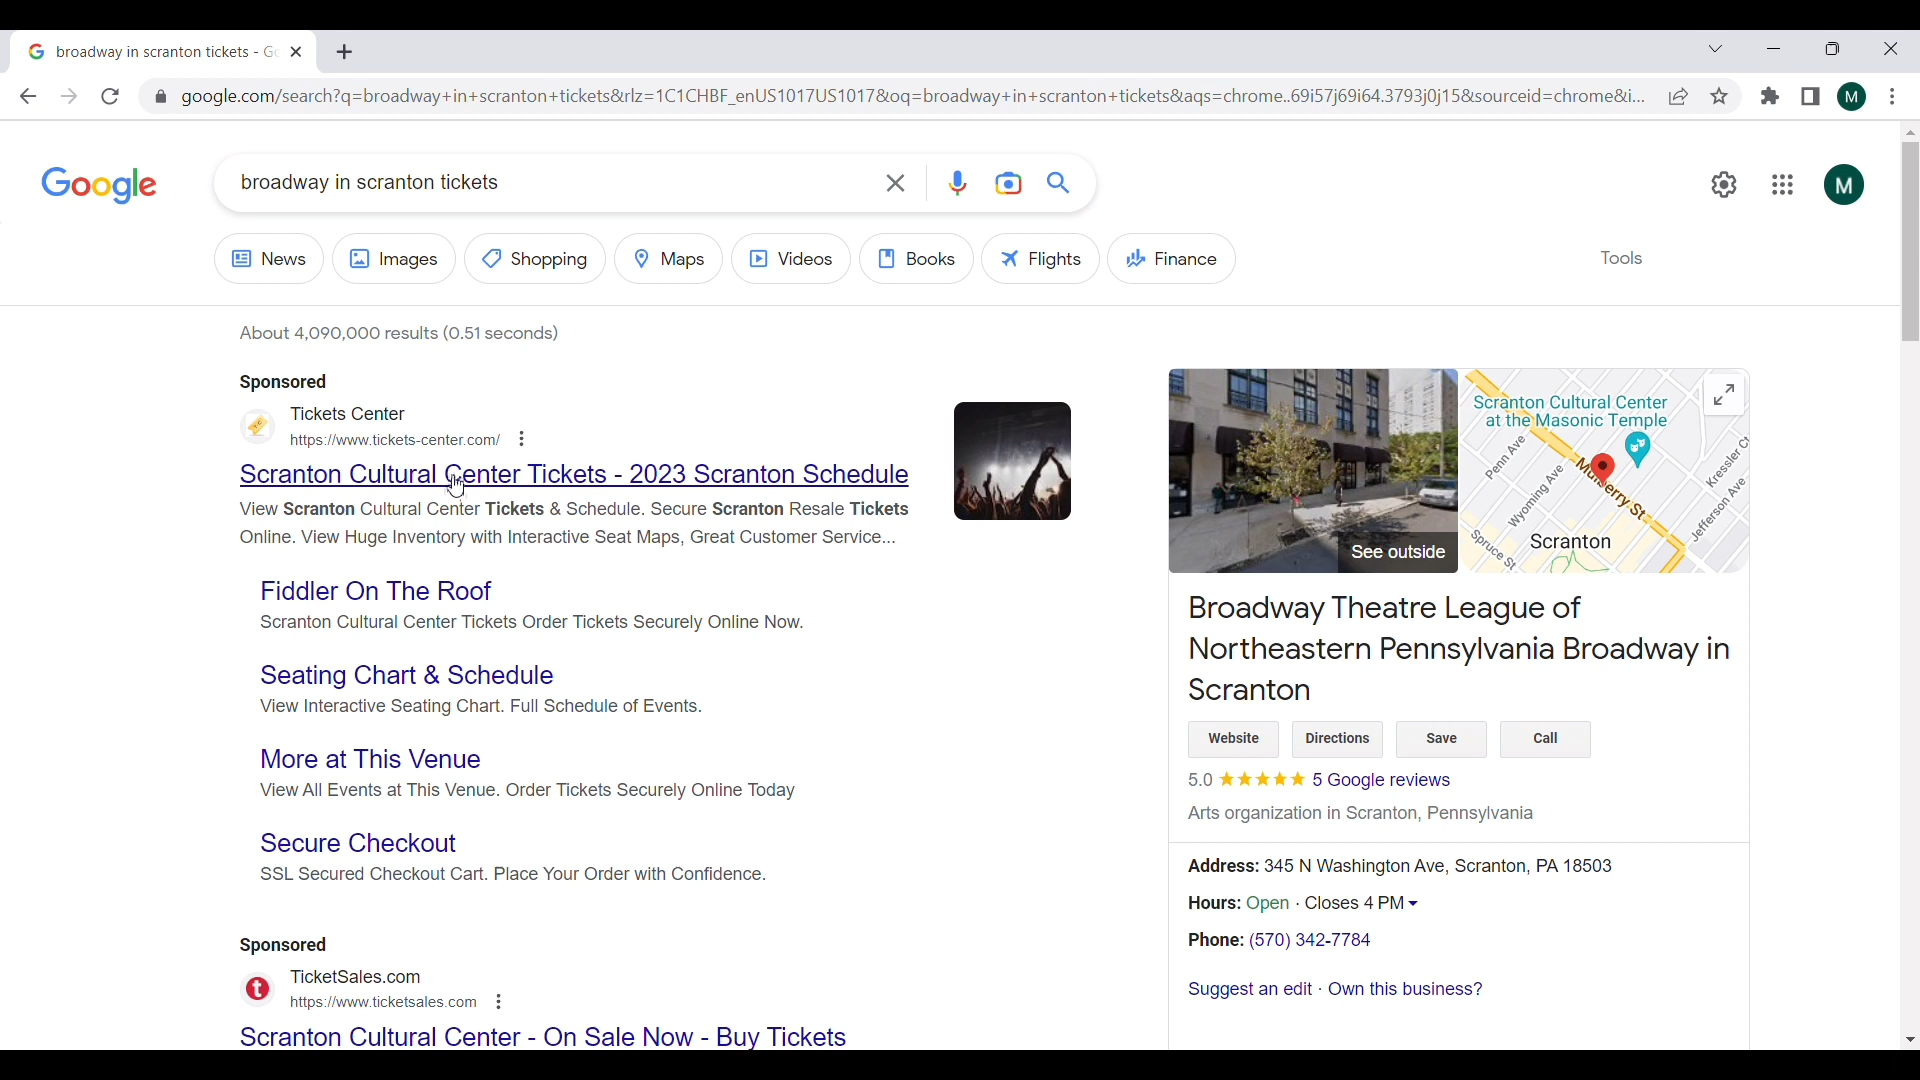 broadway in scranton tickets - Go
google.com/search?q=broadway+in+scranton+tickets&rlz=1C1CHBF_enUS1017US1017&oq=broadway+in+scranton+tickets&aqs=chrome..69i57j69i64.3793j0j15&sourceid=chrome&i...
M
Google
broadway in scranton tickets
M
News
Images
Shopping
Maps
Videos
Books
Flights
Finance
Tools
About 4,090,000 results (0.51 seconds)
Sponsored
Tickets Center
https://www.tickets-center.com/
Scranton Cultural Center Tickets - 2023 Scranton Schedule
View Scranton Cultural Center Tickets & Schedule. Secure Scranton Resale Tickets
Online. View Huge Inventory with Interactive Seat Maps, Great Customer Service...
Fiddler On The Roof
Scranton Cultural Center Tickets Order Tickets Securely Online Now.
Seating Chart & Schedule
View Interactive Seating Chart. Full Schedule of Events.
More at This Venue
View All Events at This Venue. Order Tickets Securely Online Today
Secure Checkout
SSL Secured Checkout Cart. Place Your Order with Confidence.
Sponsored
t
TicketSales.com
https://www.ticketsales.com
Scranton Cultural Center - On Sale Now - Buy Tickets
See outside
Scranton Cultural Center
at the Masonic Temple
Penn Ave
Wyoming Ave
Mulberry St
Kressler Ct
Jefferson Ave
Spruce St
Scranton
Broadway Theatre League of
Northeastern Pennsylvania Broadway in
Scranton
Website
Directions
Save
Call
5.0 5 Google reviews
Arts organization in Scranton, Pennsylvania
Address: 345 N Washington Ave, Scranton, PA 18503
Hours: Open · Closes 4 PM
Phone: (570) 342-7784
Suggest an edit · Own this business?